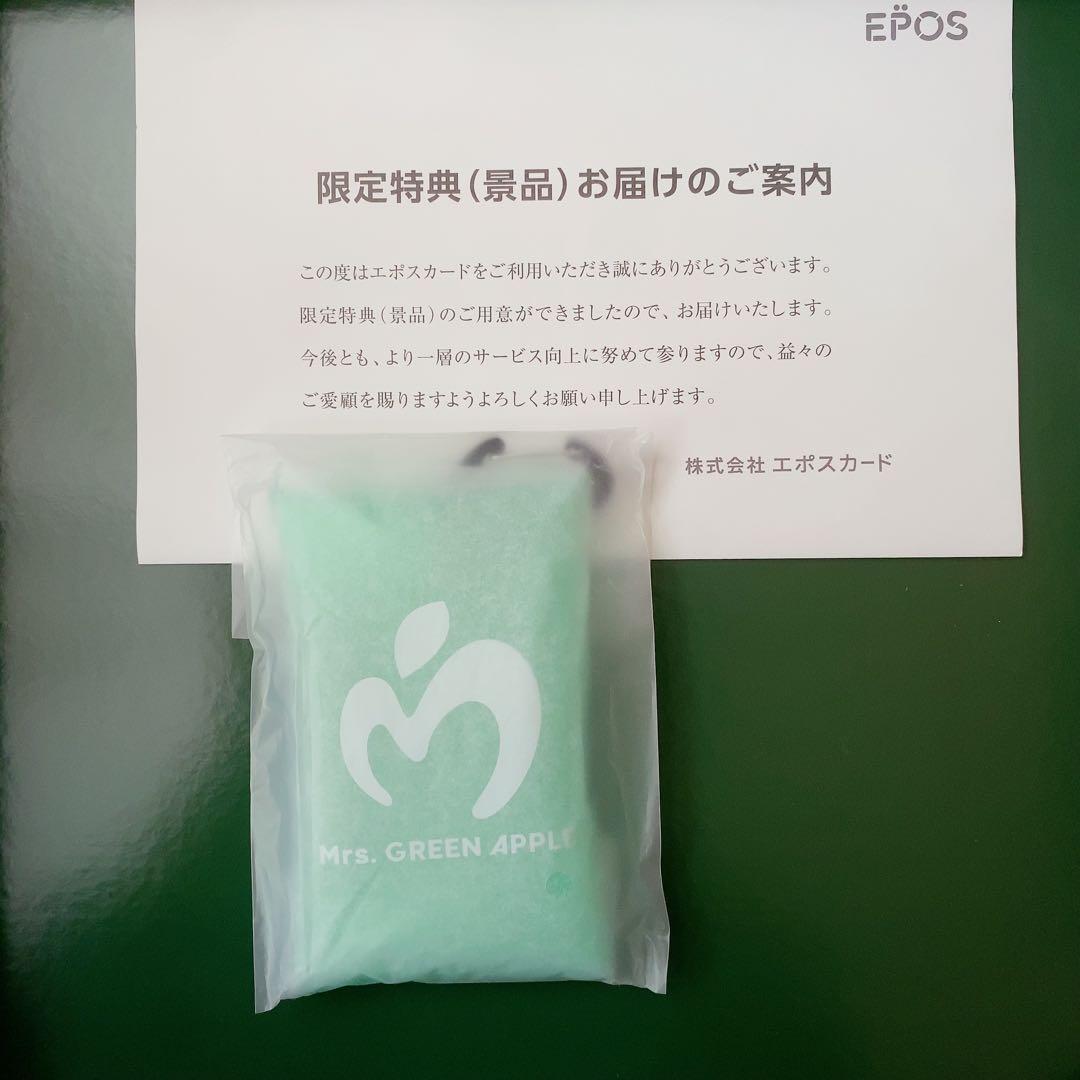 EPOS
限定特典(景品)お届けのご案内
この度はエポスカードをご利用いただき誠にありがとうございます。
限定特典(景品)のご用意ができましたので、お届けいたします。
今後とも、より一層のサービス向上に努めて参りますので、益々の
ご愛顧を賜りますようよろしくお願い申し上げます。
株式会社 エポスカード
Mrs. GREEN APPLE